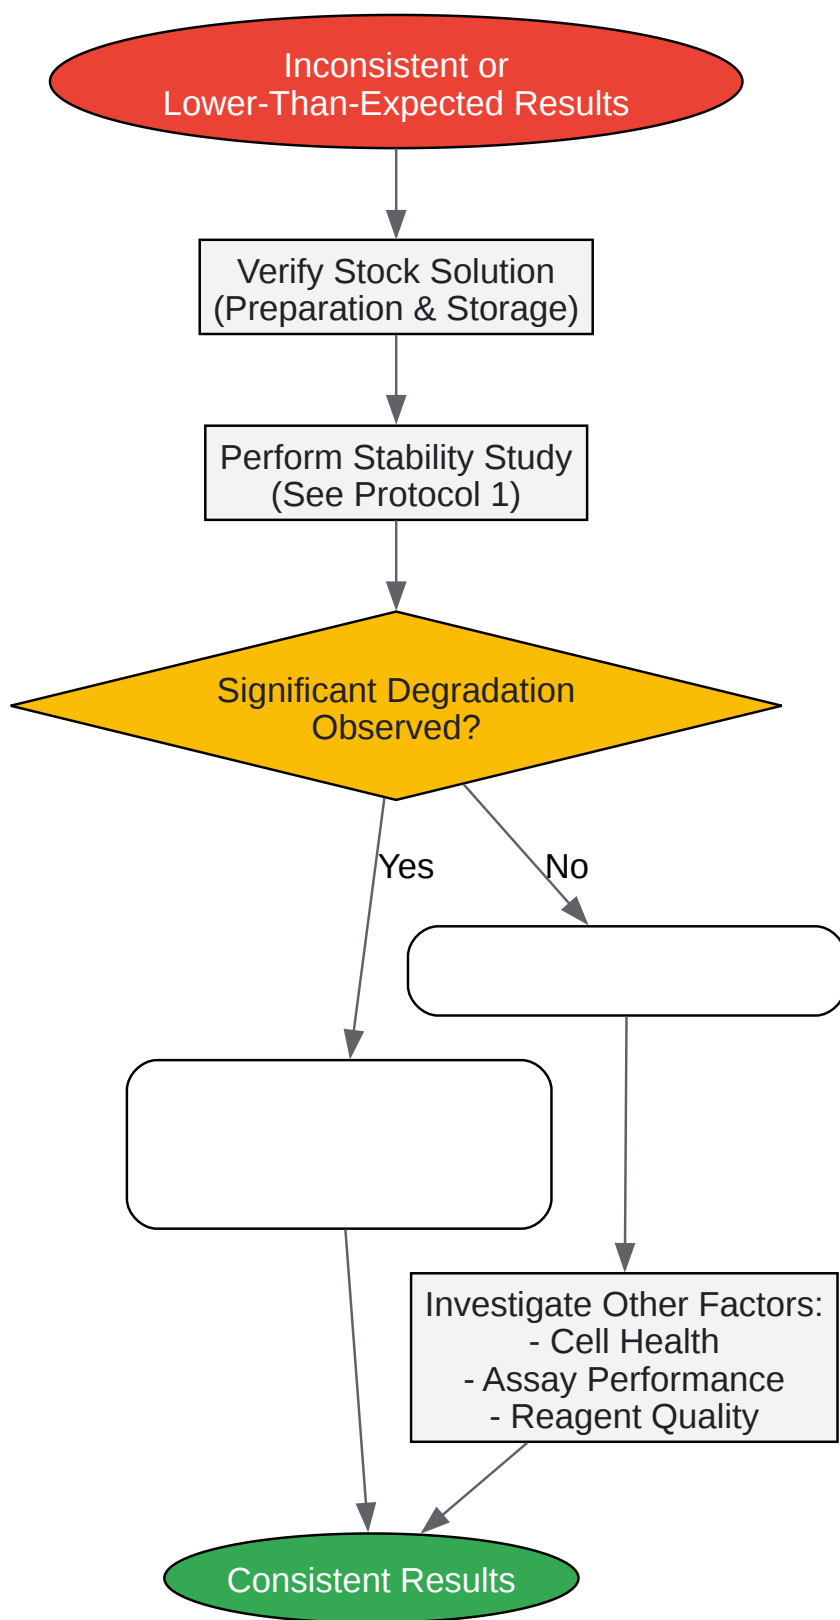 Inconsistent or
Lower-Than-Expected Results
Verify Stock Solution
(Preparation & Storage)
Perform Stability Study
(See Protocol 1)
Significant Degradation
Observed?
Yes
No
Investigate Other Factors:
- Cell Health
- Assay Performance
- Reagent Quality
Consistent Results